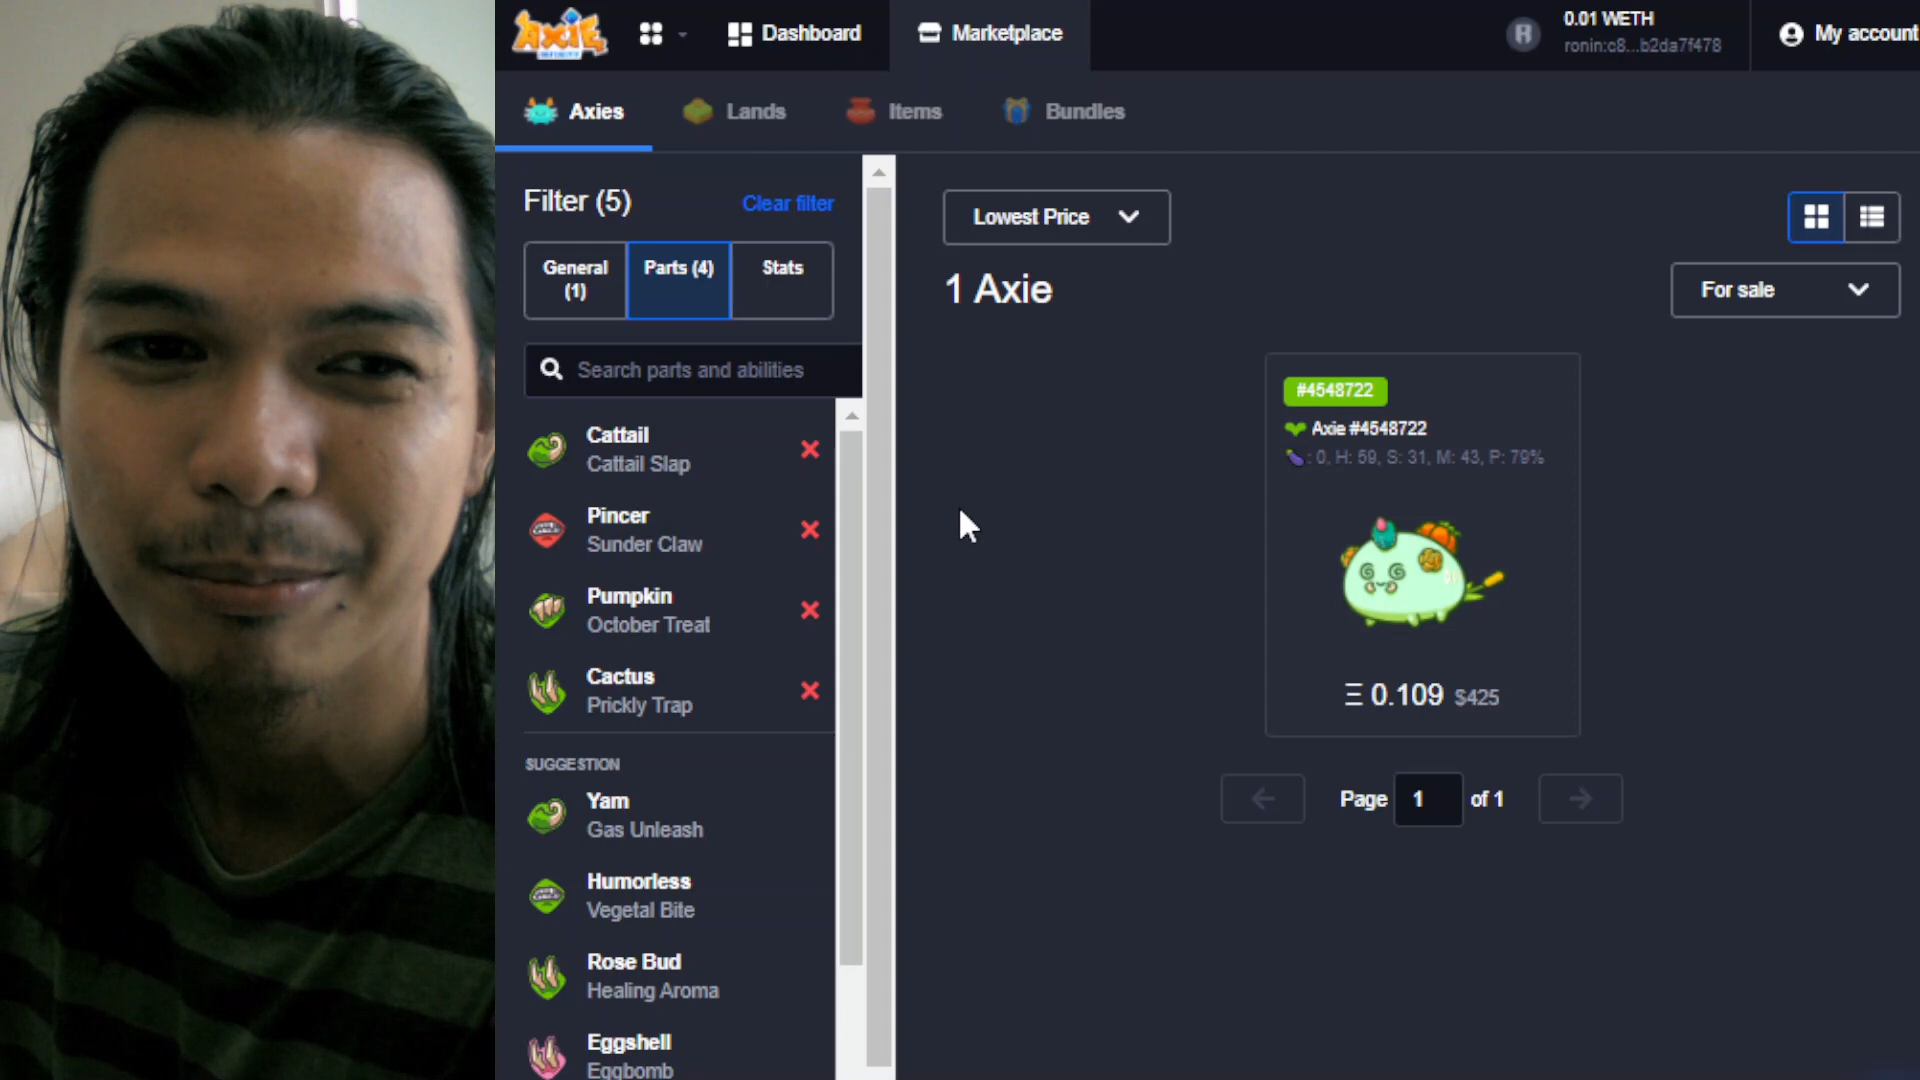 AXIE
INFINITY
Dashboard
Marketplace
0.01 WETH
ronin:c8...b2da7f478
My account
Axies
Lands
Items
Bundles
Filter (5)
Clear filter
General
(1)
Parts (4)
Stats
Search parts and abilities
Cattail
Cattail Slap
Pincer
Sunder Claw
Pumpkin
October Treat
Cactus
Prickly Trap
SUGGESTION
Yam
Gas Unleash
Humorless
Vegetal Bite
Rose Bud
Healing Aroma
Eggshell
Eggbomb
Lowest Price
1 Axie
For sale
#4548722
Axie #4548722
: 0, H: 59, S: 31, M: 43, P: 79%
Ξ 0.109 $425
Page 1 of 1